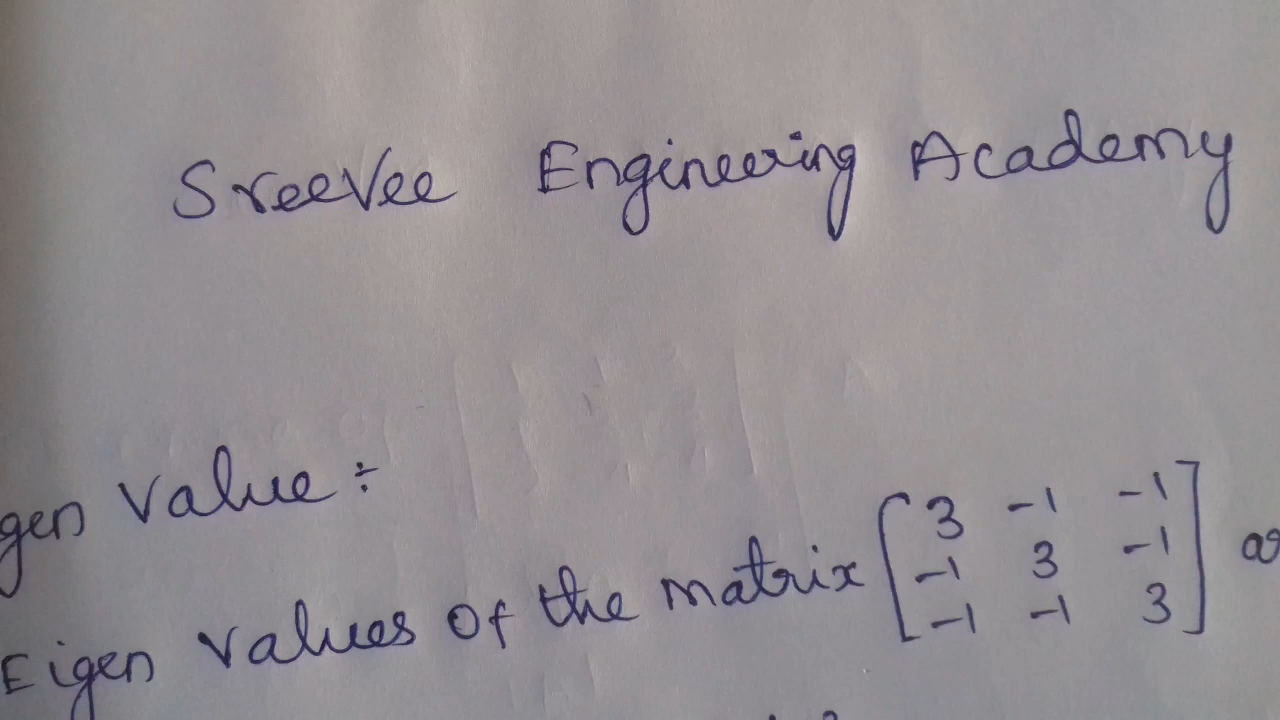 SreeVee Engineering Academy
gen Value ÷
Eigen Values of the matrix [3 -1 -1
-1 3 -1
-1 -1 3]